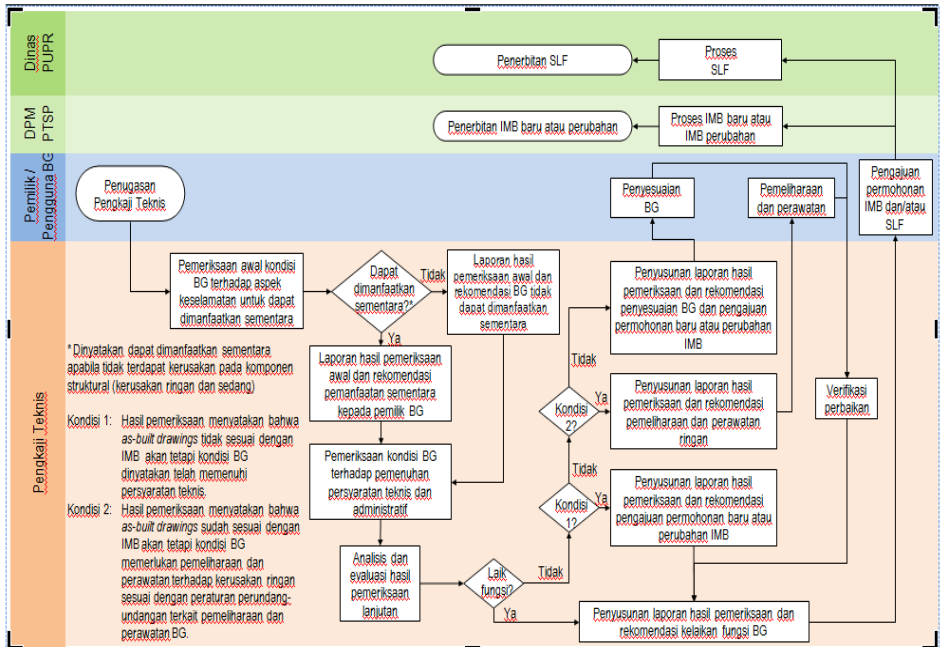 Dinas
PUPR
Penerbitan SLF
Proses
SLF
DPM
PTSP
Penerbitan IMB baru atau perubahan
Proses IMB baru atau
IMB perubahan
Pemilik /
Pengguna BG
Penugasan
Pengkaji Teknis
Penyesuaian
BG
Pemeliharaan
dan perawatan
Pengajuan
permohonan
IMB dan/atau
SLF
Pengkaji Teknis
Pemeriksaan awal kondisi
BG terhadap aspek
keselamatan untuk dapat
dimanfaatkan sementara
Dapat
dimanfaatkan
sementara?*
Tidak
Laporan hasil
pemeriksaan awal dan
rekomendasi BG tidak
dapat dimanfaatkan
sementara
Ya
Laporan hasil pemeriksaan
awal dan rekomendasi
pemanfaatan sementara
kepada pemilik BG
Pemeriksaan kondisi BG
terhadap pemenuhan
persyaratan teknis dan
administratif
Analisis dan
evaluasi hasil
pemeriksaan
lanjutan
Laik
fungsi?
Tidak
Ya
Kondisi
1?
Ya
Tidak
Kondisi
2?
Ya
Tidak
Penyusunan laporan hasil
pemeriksaan dan rekomendasi
penyesuaian BG dan pengajuan
permohonan baru atau perubahan
IMB
Penyusunan laporan hasil
pemeriksaan dan rekomendasi
pemeliharaan dan perawatan
ringan
Penyusunan laporan hasil
pemeriksaan dan rekomendasi
pengajuan permohonan baru atau
perubahan IMB
Verifikasi
perbaikan
Penyusunan laporan hasil pemeriksaan dan
rekomendasi kelaikan fungsi BG
*Dinyatakan dapat dimanfaatkan sementara
apabila tidak terdapat kerusakan pada komponen
struktural (kerusakan ringan dan sedang)
Kondisi 1: Hasil pemeriksaan menyatakan bahwa
as-built drawings tidak sesuai dengan
IMB akan tetapi kondisi BG
dinyatakan telah memenuhi
persyaratan teknis.
Kondisi 2: Hasil pemeriksaan menyatakan bahwa
as-built drawings sudah sesuai dengan
IMB akan tetapi kondisi BG
memerlukan pemeliharaan dan
perawatan terhadap kerusakan ringan
sesuai dengan peraturan perundang-
undangan terkait pemeliharaan dan
perawatan BG.